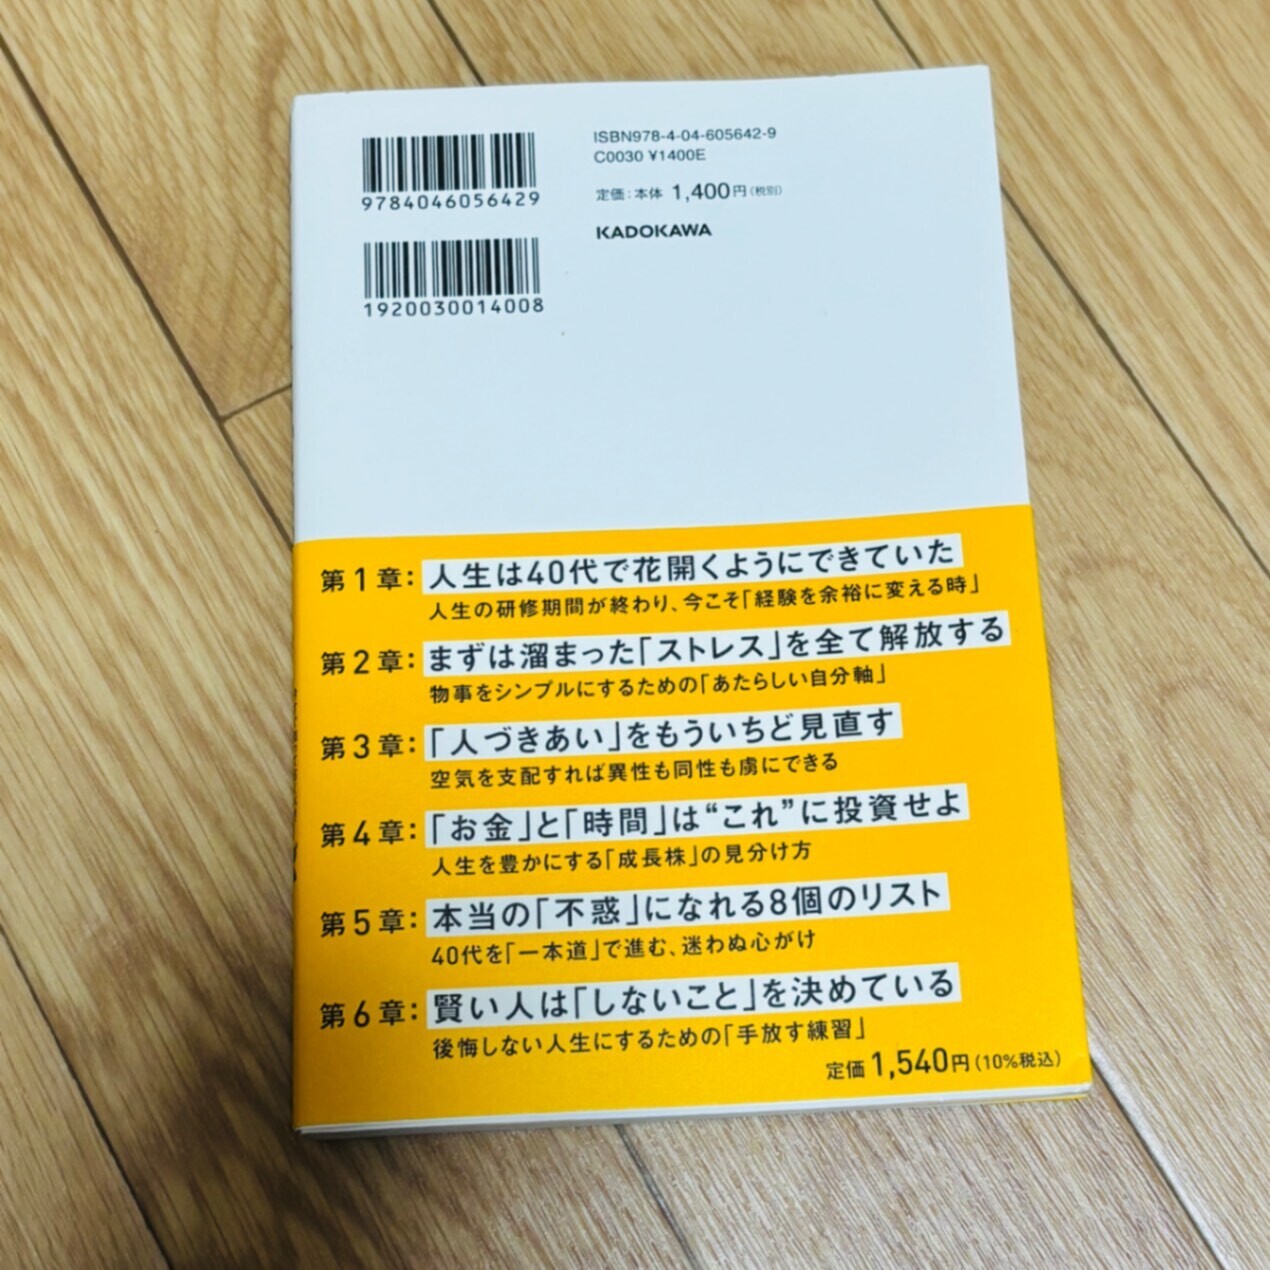 ISBN978-4-04-605642-9
C0030 ¥1400E
定価:本体 1,400円(税別)
KADOKAWA
9784046056429
1920030014008
第1章:人生は40代で花開くようにできていた
人生の研修期間が終わり、今こそ「経験を余裕に変える時」
第2章:まずは溜まった「ストレス」を全て解放する
物事をシンプルにするための「あたらしい自分軸」
第3章:「人づきあい」をもういちど見直す
空気を支配すれば異性も同性も虜にできる
第4章:「お金」と「時間」は“これ”に投資せよ
人生を豊かにする「成長株」の見分け方
第5章:本当の「不惑」になれる8個のリスト
40代を「一本道」で進む、迷わぬ心がけ
第6章:賢い人は「しないこと」を決めている
後悔しない人生にするための「手放す練習」
定価1,540円(10%税込)